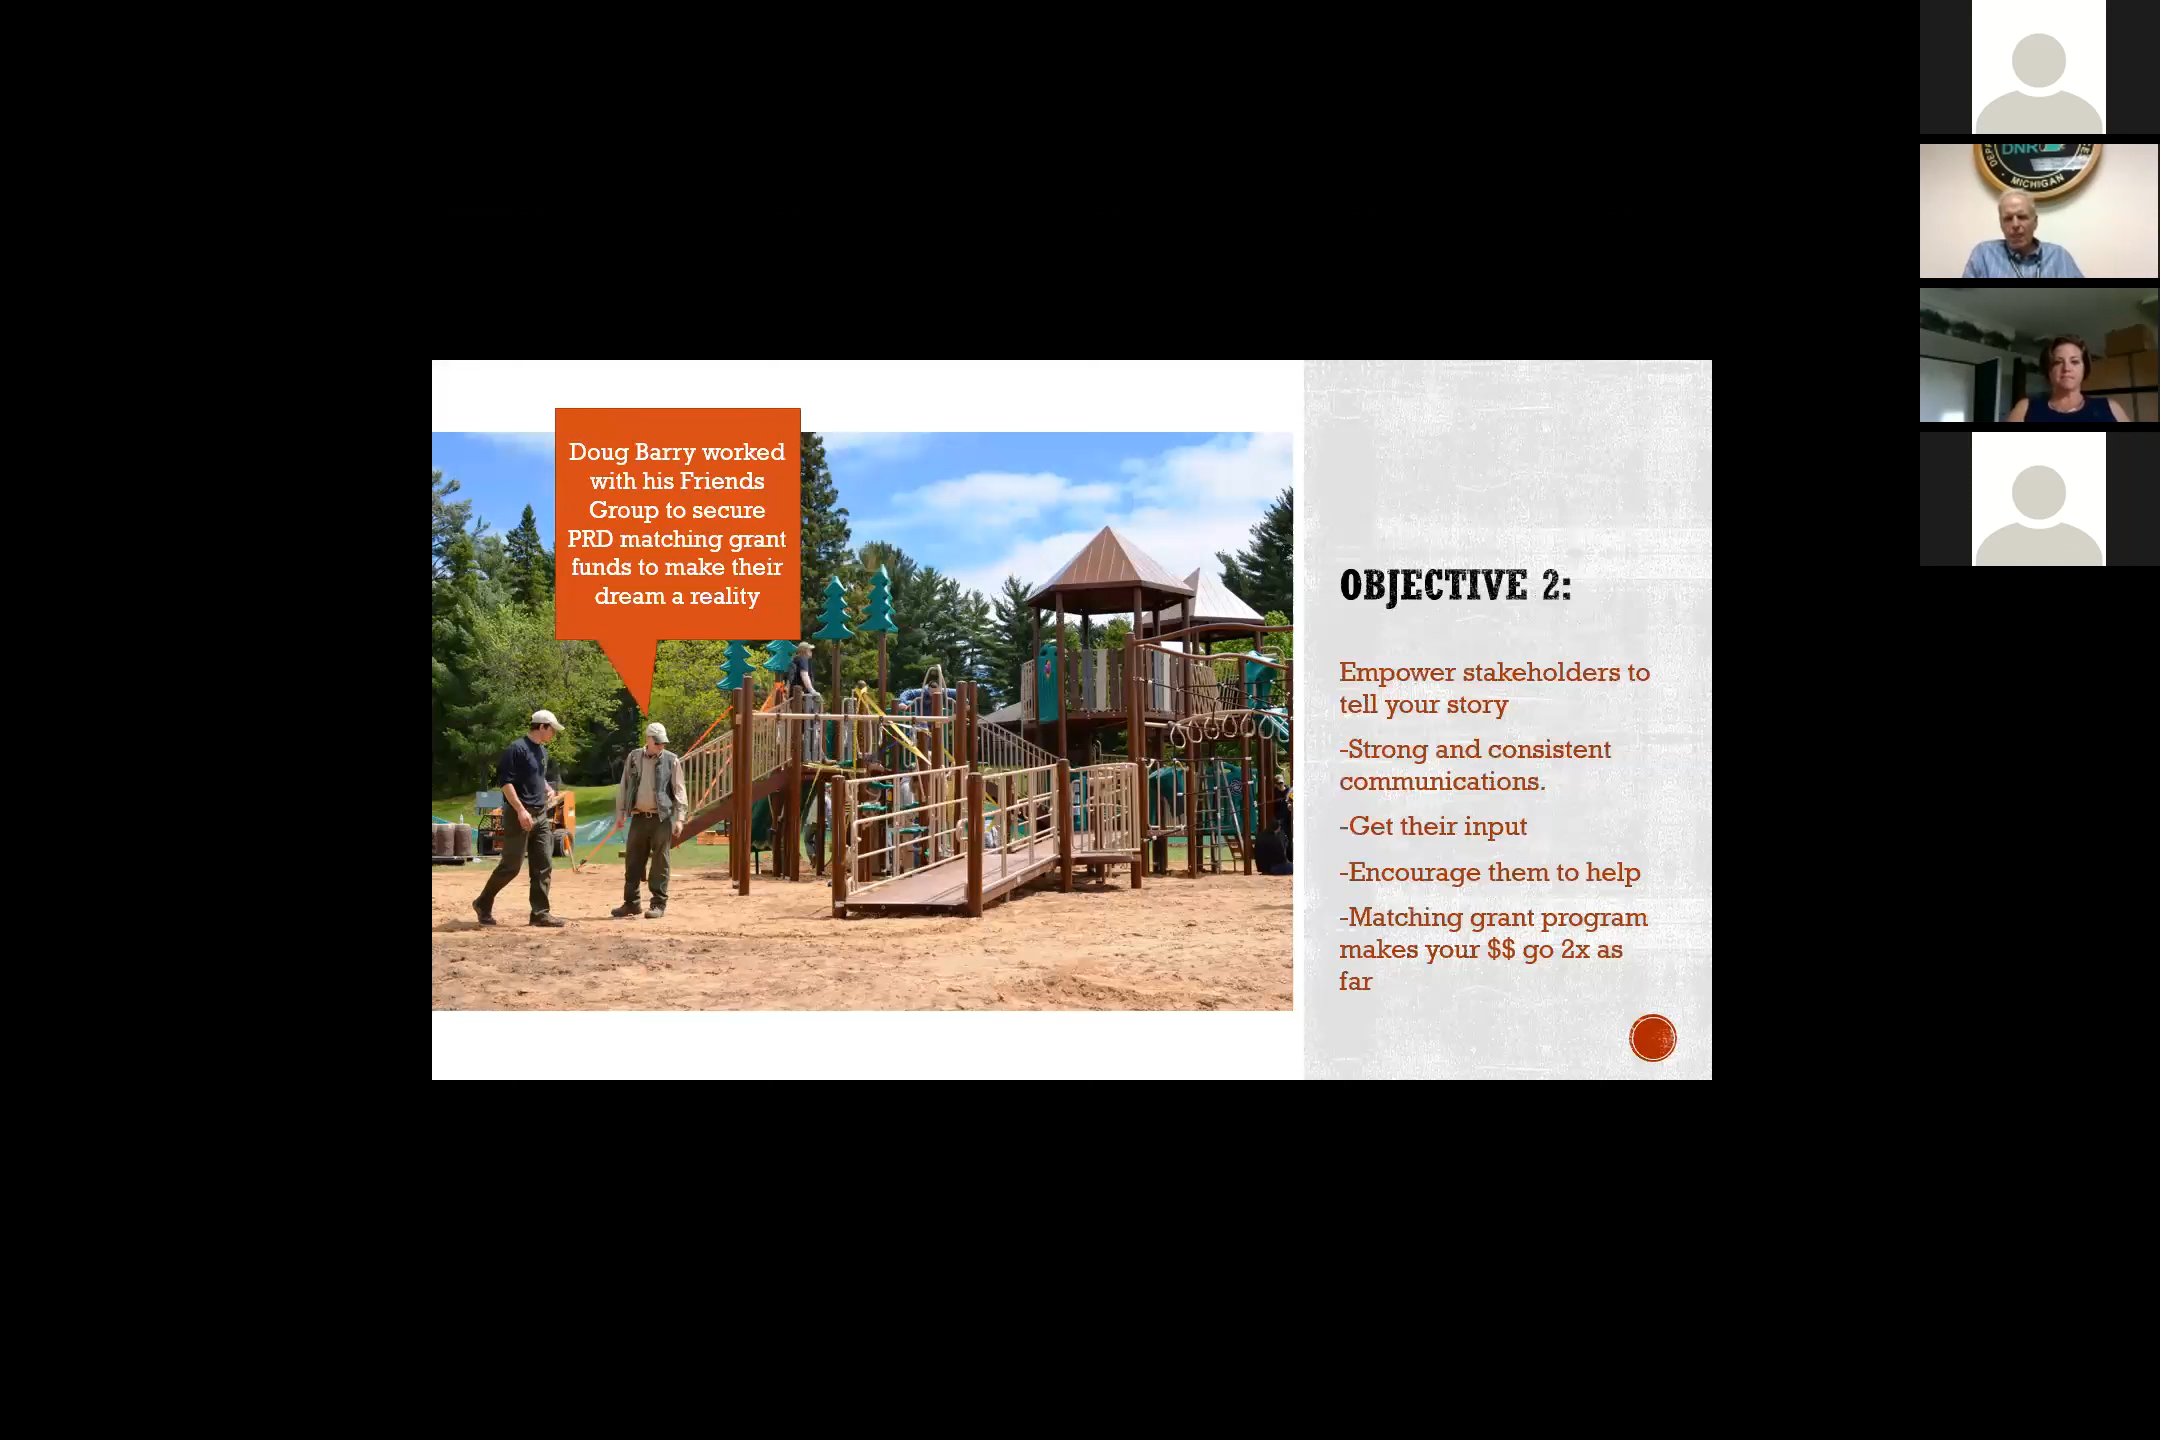 Doug Barry worked
with his Friends
Group to secure
PRD matching grant
funds to make their
dream a reality
OBJECTIVE 2:
Empower stakeholders to
tell your story
-Strong and consistent
communications.
-Get their input
-Encourage them to help
-Matching grant program
makes your $$ go 2x as
far
DNR
MICHIGAN